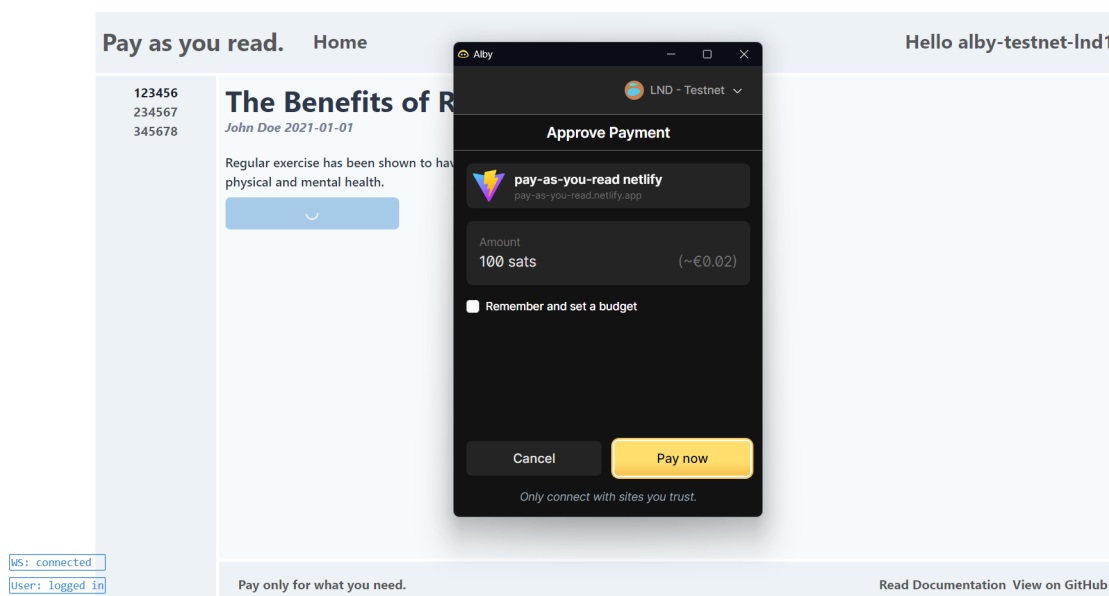 Pay as you read. Home
Hello alby-testnet-lnd1
123456
234567
345678
The Benefits of R
John Doe 2021-01-01
Regular exercise has been shown to hav
physical and mental health.
Alby
LND - Testnet
Approve Payment
pay-as-you-read netlify
pay-as-you-read.netlify.app
Amount
100 sats (~€0.02)
Remember and set a budget
Cancel Pay now
Only connect with sites you trust.
WS: connected
User: logged in
Pay only for what you need.
Read Documentation View on GitHub